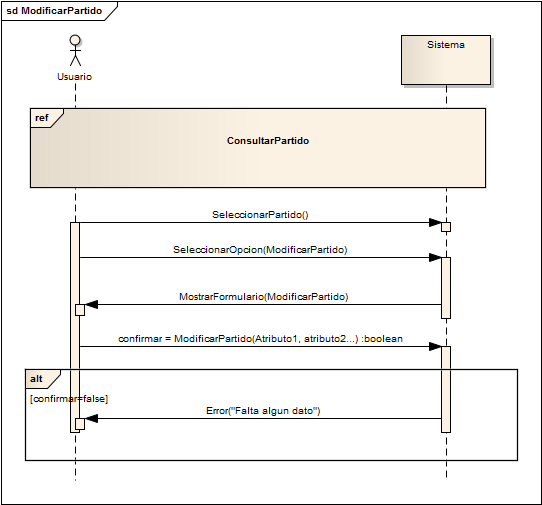 sd ModificarPartido
Usuario
Sistema
ref
ConsultarPartido
SeleccionarPartido()
SeleccionarOpcion(ModificarPartido)
MostrarFormulario(ModificarPartido)
confirmar = ModificarPartido(Atributo1, atributo2...) :boolean
alt
[confirmar=false]
Error("Falta algun dato")